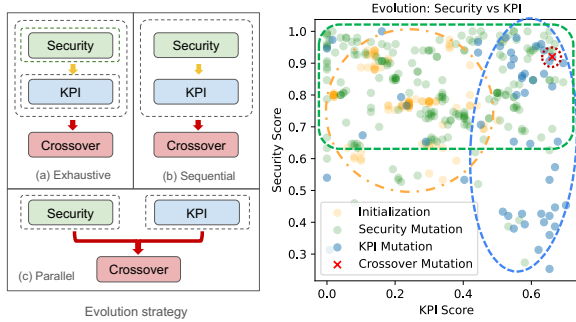 Security
KPI
Crossover
(a) Exhaustive
Security
KPI
Crossover
(b) Sequential
Security
KPI
(c) Parallel
Crossover
Evolution strategy
Evolution: Security vs KPI
Security Score
1.0
0.9
0.8
0.7
0.6
0.5
0.4
0.3
Initialization
Security Mutation
KPI Mutation
Crossover Mutation
0.0
0.2
0.4
0.6
KPI Score